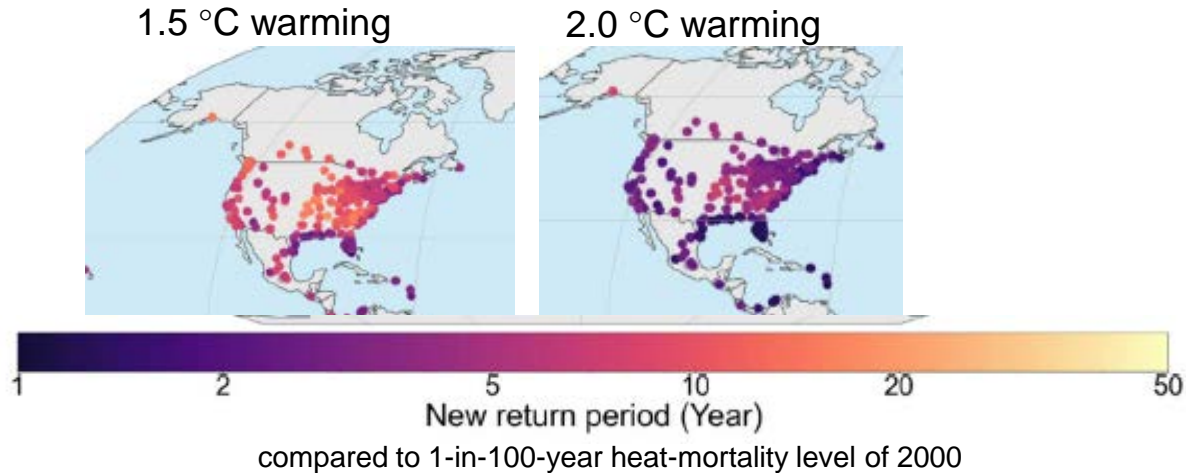 1.5 °C warming
2.0 °C warming
1 2 5 10 20 50
New return period (Year)
compared to 1-in-100-year heat-mortality level of 2000